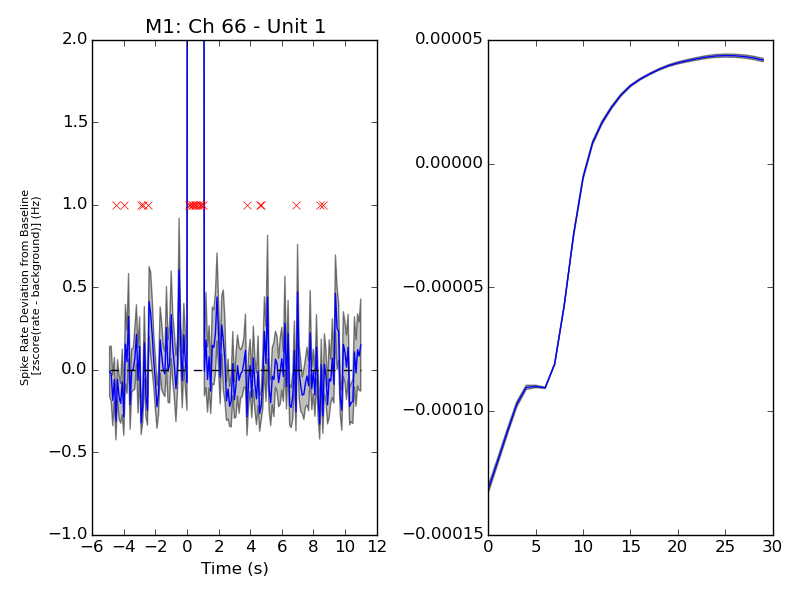 M1: Ch 66 - Unit 1
2.0
1.5
1.0
0.5
0.0
−0.5
−1.0
Spike Rate Deviation from Baseline
[zscore(rate - background)] (Hz)
−6 −4 −2 0 2 4 6 8 10 12
Time (s)
0.00005
0.00000
−0.00005
−0.00010
−0.00015
0 5 10 15 20 25 30